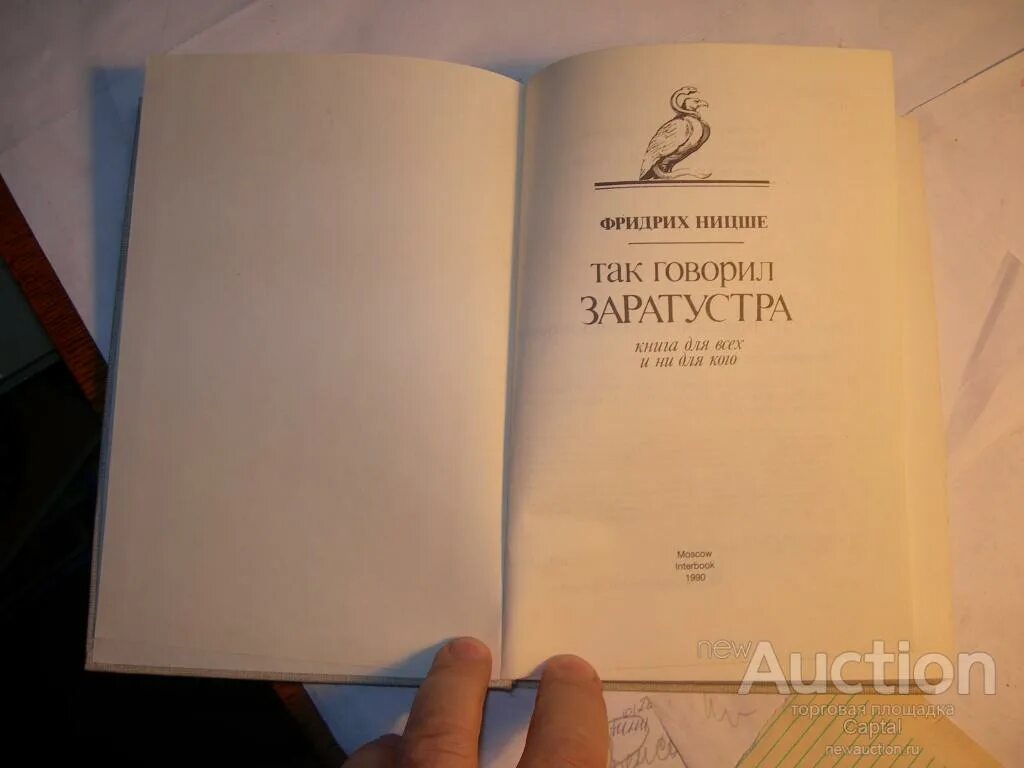 ФРИДРИХ НИЦШЕ
ТАК ГОВОРИЛ
ЗАРАТУСТРА
книга для всех
и ни для кого
Moscow
Interbook
1990
newAuction
торговая площадка
Captal
newauction.ru